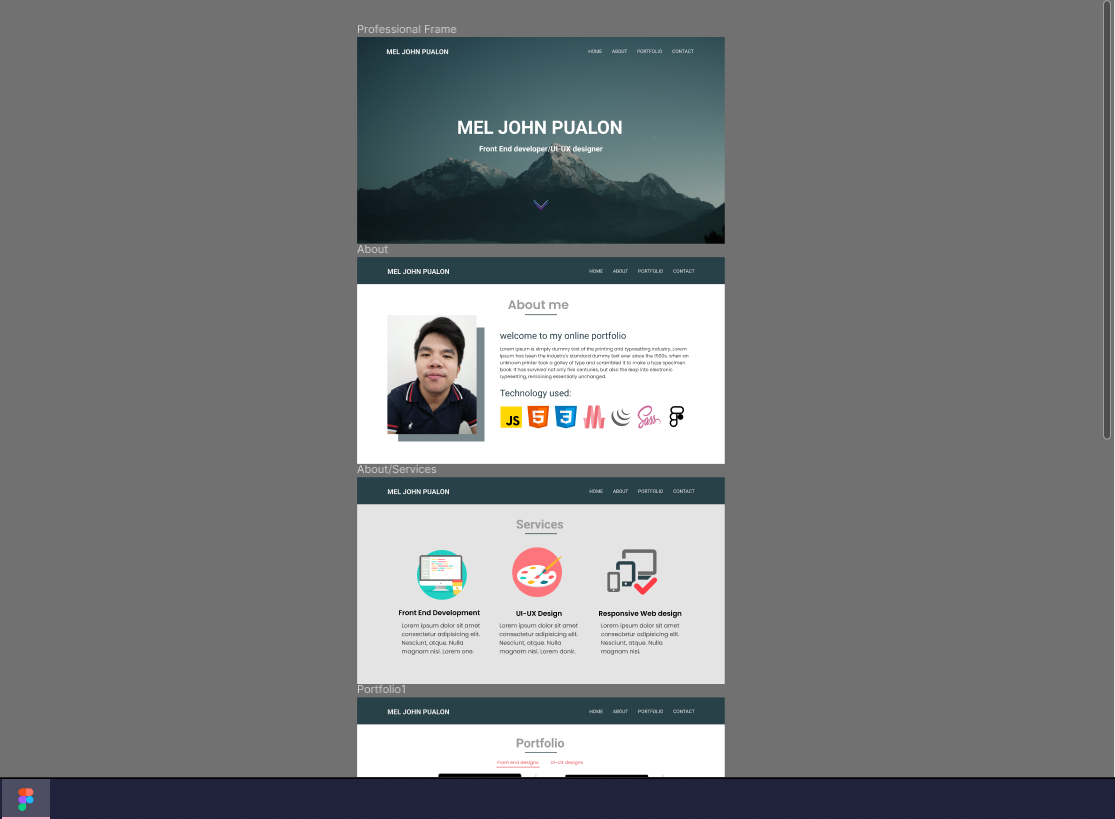 Professional Frame
MEL JOHN PUALON
HOME ABOUT PORTFOLIO CONTACT
MEL JOHN PUALON
Front End developer/UI-UX designer
About
MEL JOHN PUALON
HOME ABOUT PORTFOLIO CONTACT
About me
welcome to my online portfolio
Lorem Ipsum is simply dummy text of the printing and typesetting industry. Lorem
Ipsum has been the industry's standard dummy text ever since the 1500s, when an
unknown printer took a galley of type and scrambled it to make a type specimen
book. It has survived not only five centuries, but also the leap into electronic
typesetting, remaining essentially unchanged.
Technology used:
JS 5 3 Sass
About/Services
MEL JOHN PUALON
HOME ABOUT PORTFOLIO CONTACT
Services
Front End Development
Lorem ipsum dolor sit amet
consectetur adipisicing elit.
Nesciunt, atque. Nulla
magnam nisi. Lorem one.
UI-UX Design
Lorem ipsum dolor sit amet
consectetur adipisicing elit.
Nesciunt, atque. Nulla
magnam nisi. Lorem donic.
Responsive Web design
Lorem ipsum dolor sit amet
consectetur adipisicing elit.
Nesciunt, atque. Nulla
magnam nisi.
Portfolio1
MEL JOHN PUALON
HOME ABOUT PORTFOLIO CONTACT
Portfolio
Front end designs UI-UX designs